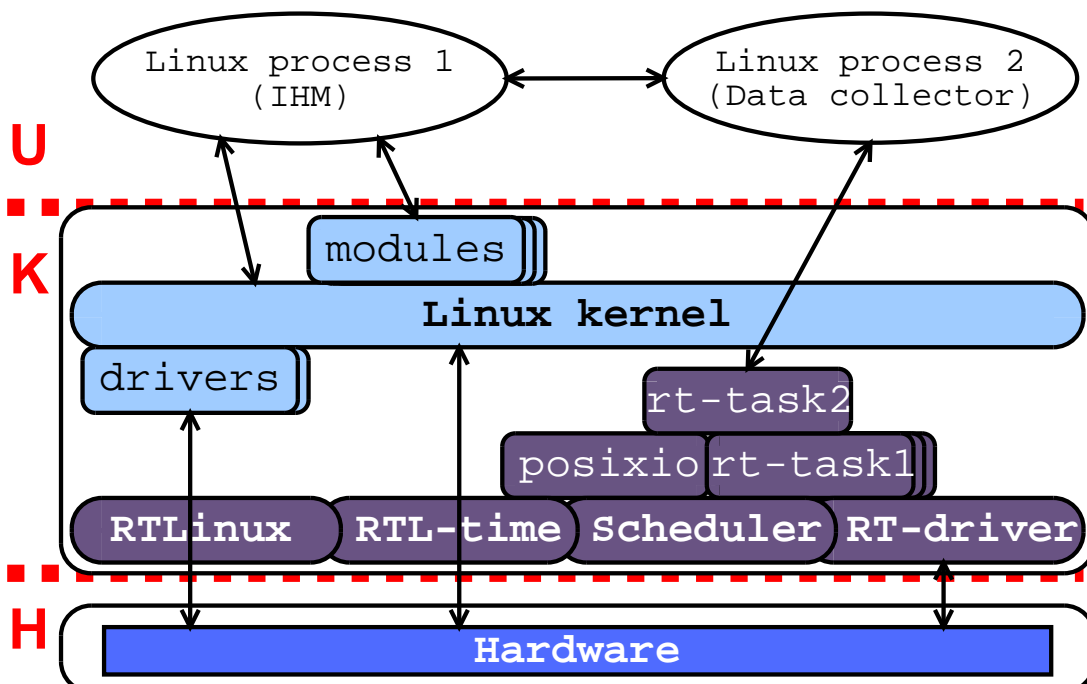 Linux process 1
(IHM)
Linux process 2
(Data collector)
U
K
modules
Linux kernel
drivers
rt-task2
posixio
rt-task1
RTLinux
RTL-time
Scheduler
RT-driver
H
Hardware